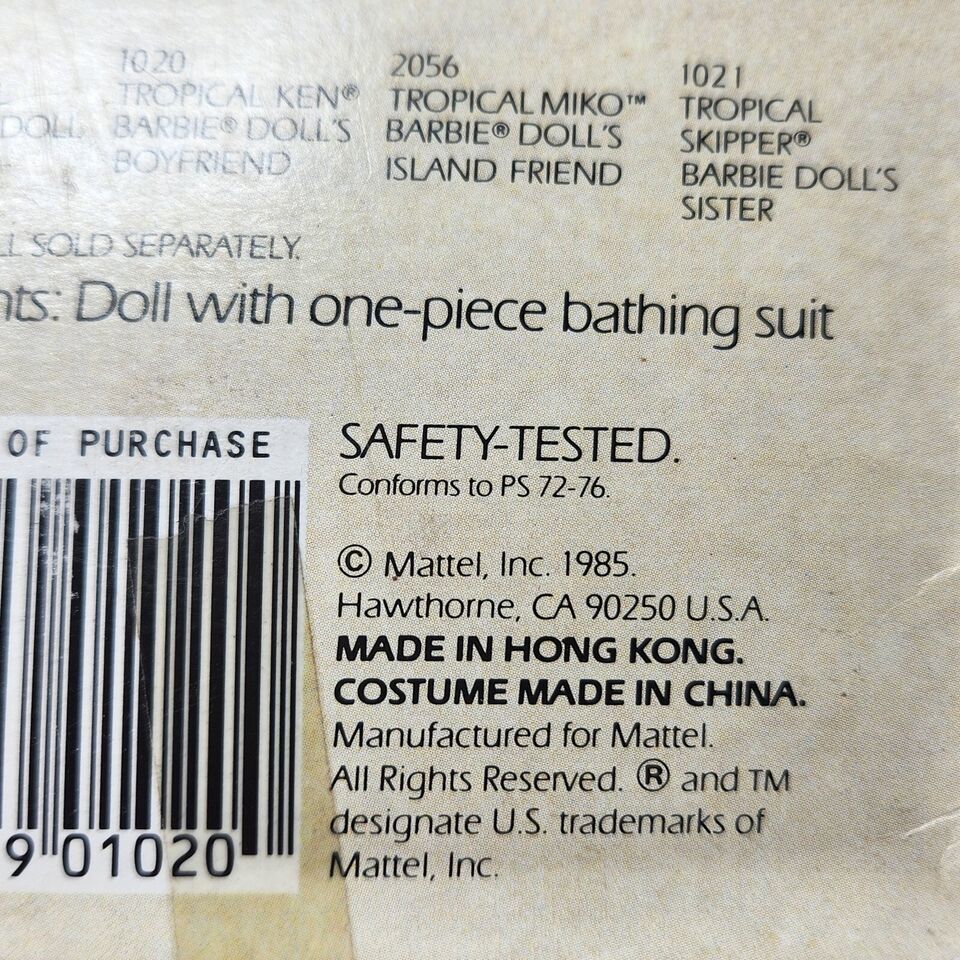 1020
TROPICAL KEN®
BARBIE® DOLL'S
BOYFRIEND
2056
TROPICAL MIKO™
BARBIE® DOLL'S
ISLAND FRIEND
1021
TROPICAL
SKIPPER®
BARBIE DOLL'S
SISTER
DOLL
SOLD SEPARATELY.
Doll with one-piece bathing suit
OF PURCHASE
9 01020
SAFETY-TESTED.
Conforms to PS 72-76.
© Mattel, Inc. 1985.
Hawthorne, CA 90250 U.S.A.
MADE IN HONG KONG.
COSTUME MADE IN CHINA.
Manufactured for Mattel.
All Rights Reserved. ® and TM
designate U.S. trademarks of
Mattel, Inc.